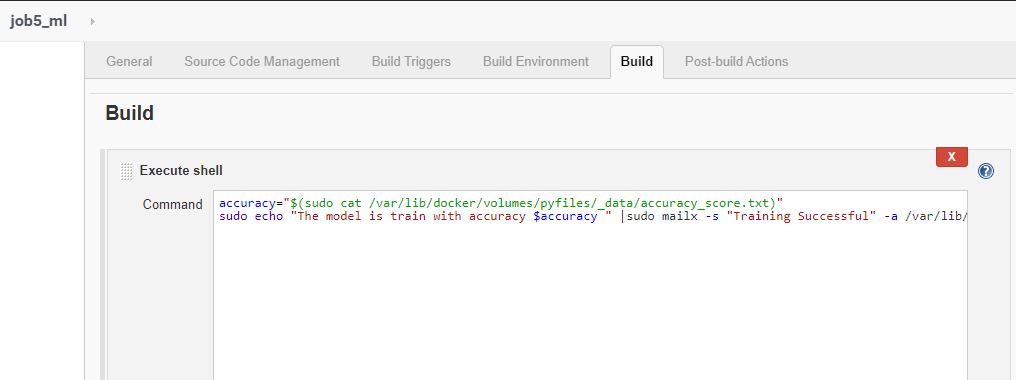 job5_ml
General Source Code Management Build Triggers Build Environment Build Post-build Actions
Build
X
Execute shell
?
Command
accuracy="$(sudo cat /var/lib/docker/volumes/pyfiles/_data/accuracy_score.txt)"
sudo echo "The model is train with accuracy $accuracy " |sudo mailx -s "Training Successful" -a /var/lib/